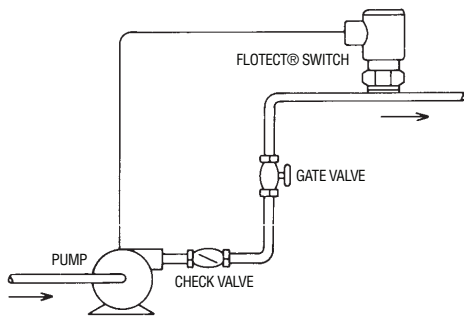 FLOTECT® SWITCH
GATE VALVE
PUMP
CHECK VALVE